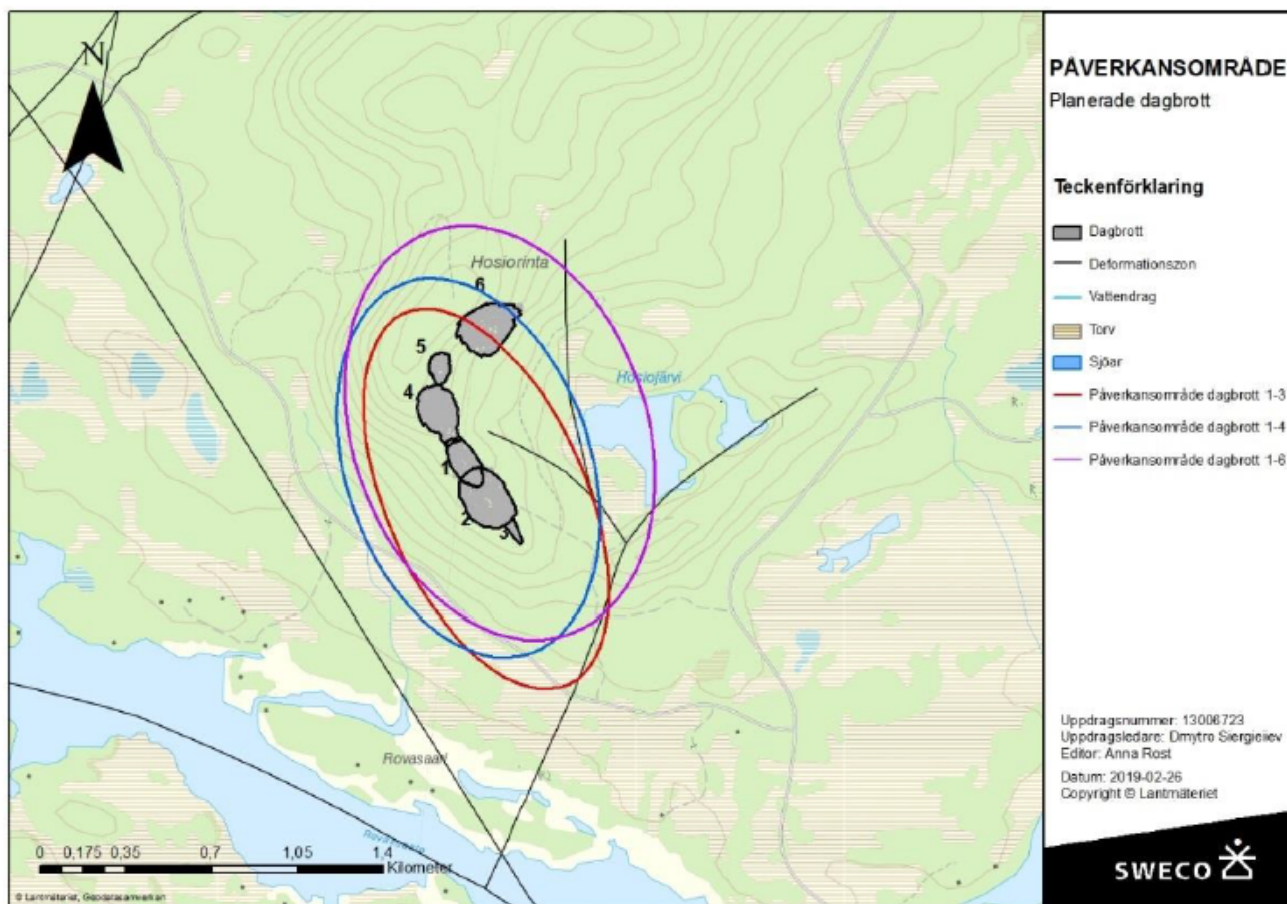 N
Hosiorinta
6
5
4
Hosiojärvi
1
2
3
Rovasaari
0 0,175 0,35 0,7 1,05 1,4
Kilometer
© Lantmäteriet, Geodatasamverkan
PÅVERKANSOMRÅDE
Planerade dagbrott
Teckenförklaring
Dagbrott
Deformationszon
Vattendrag
Torv
Sjöar
Påverkansområde dagbrott 1-3
Påverkansområde dagbrott 1-4
Påverkansområde dagbrott 1-6
Uppdragsnummer: 13006723
Uppdragsledare: Dmytro Siergieiev
Editor: Anna Rost
Datum: 2019-02-26
Copyright © Lantmäteriet
SWECO